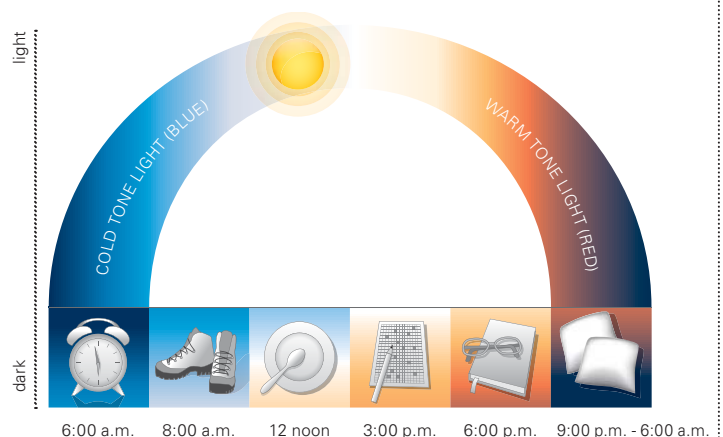 light
COLD TONE LIGHT (BLUE)
WARM TONE LIGHT (RED)
dark
6:00 a.m.
8:00 a.m.
12 noon
3:00 p.m.
6:00 p.m.
9:00 p.m. - 6:00 a.m.